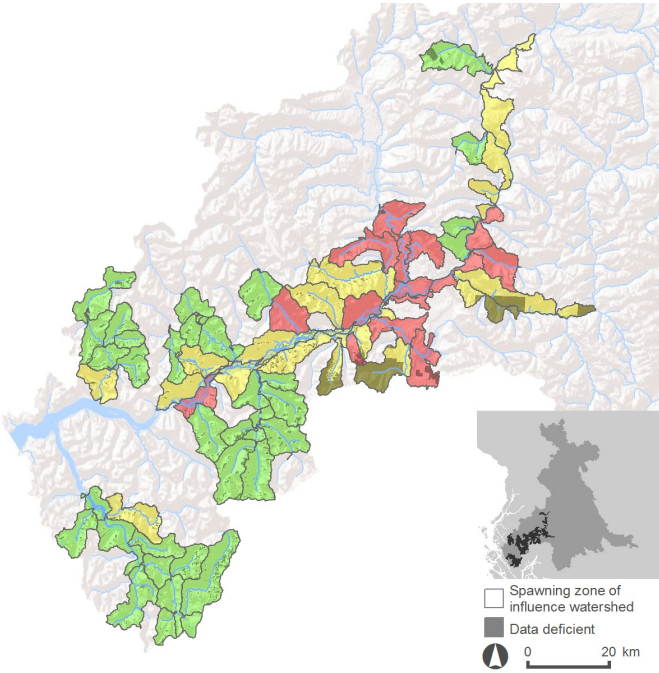 Spawning zone of
influence watershed
Data deficient
0 20 km